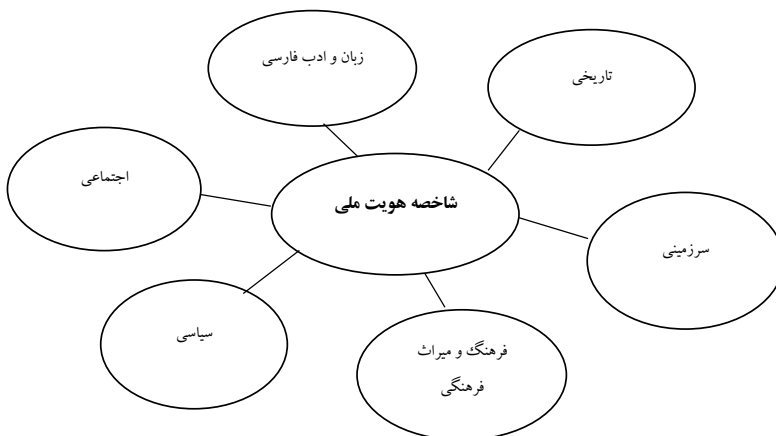 زبان و ادب فارسی
تاریخی
اجتماعی
شاخصه هویت ملی
سرزمینی
سیاسی
فرهنگ و میراث
فرهنگی